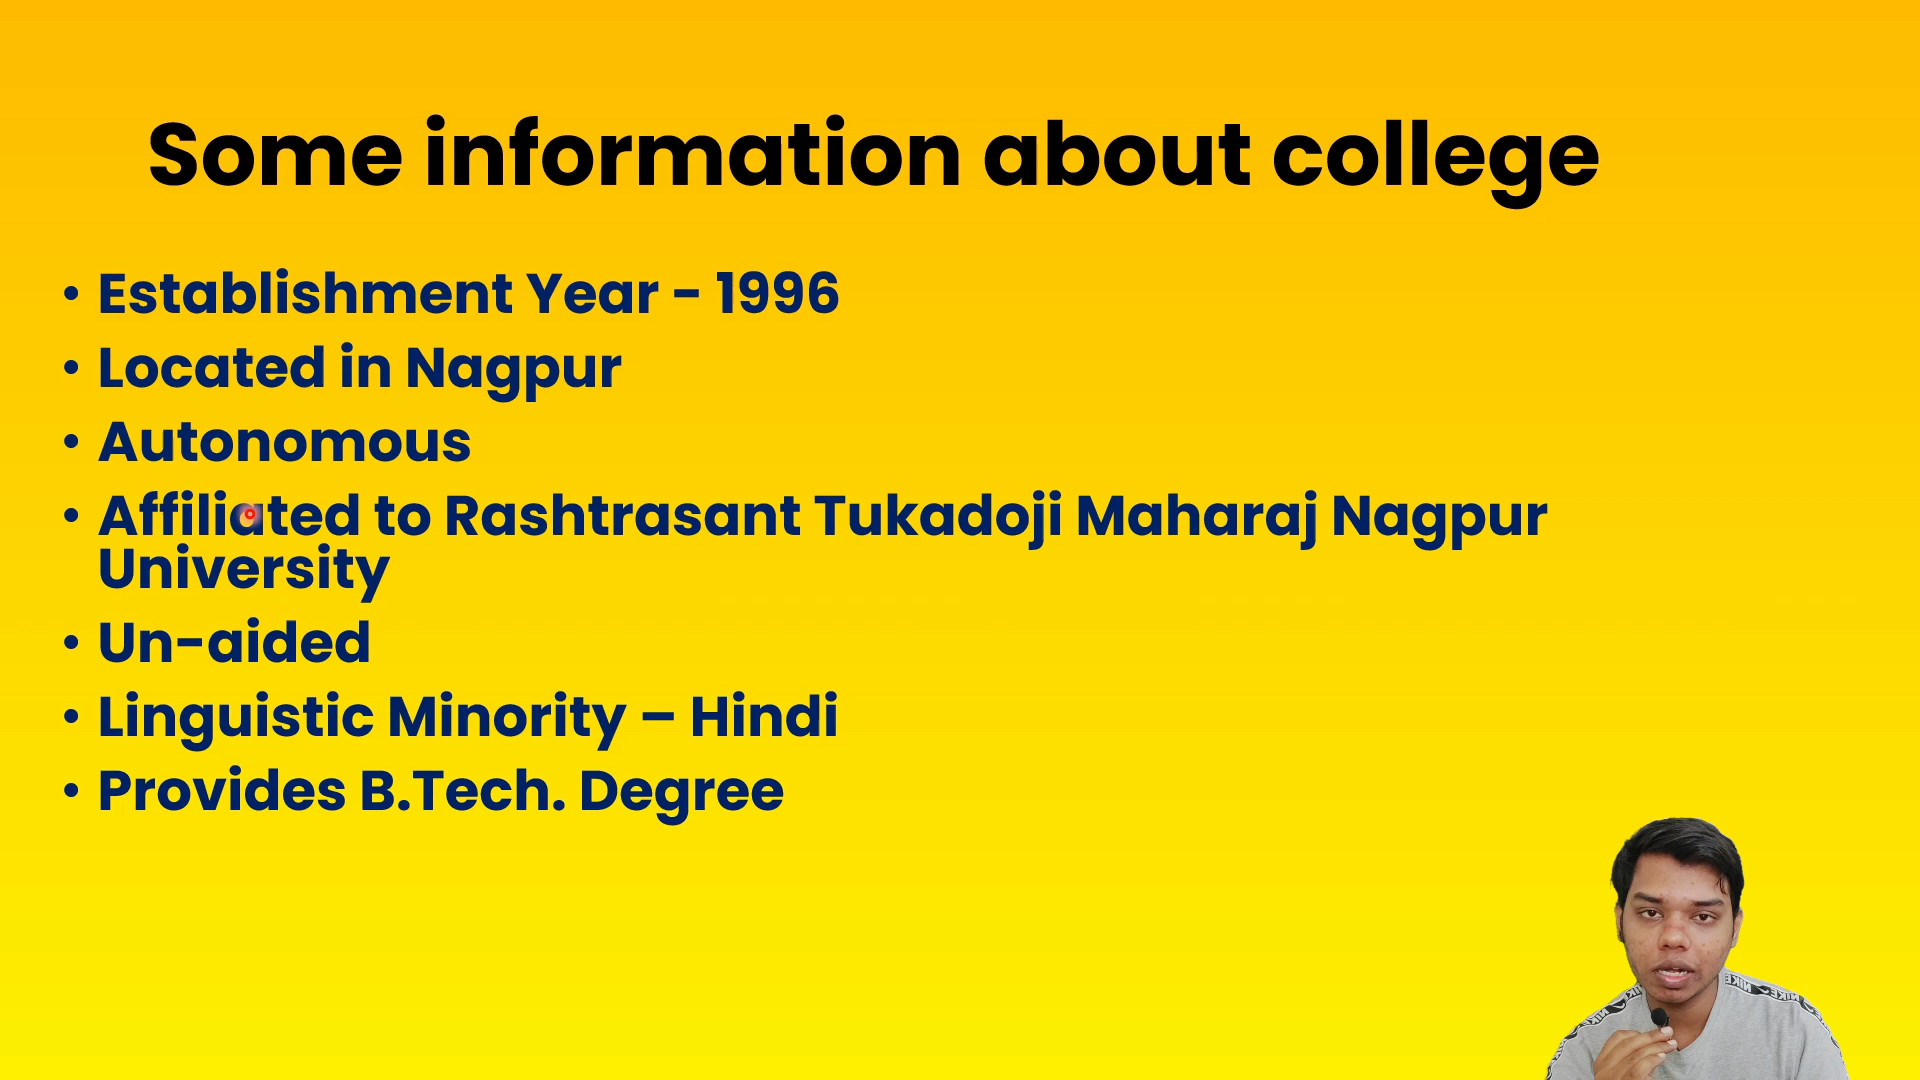 Some information about college
• Establishment Year - 1996
• Located in Nagpur
• Autonomous
• Affiliated to Rashtrasant Tukadoji Maharaj Nagpur
University
• Un-aided
• Linguistic Minority – Hindi
• Provides B.Tech. Degree
NIKE